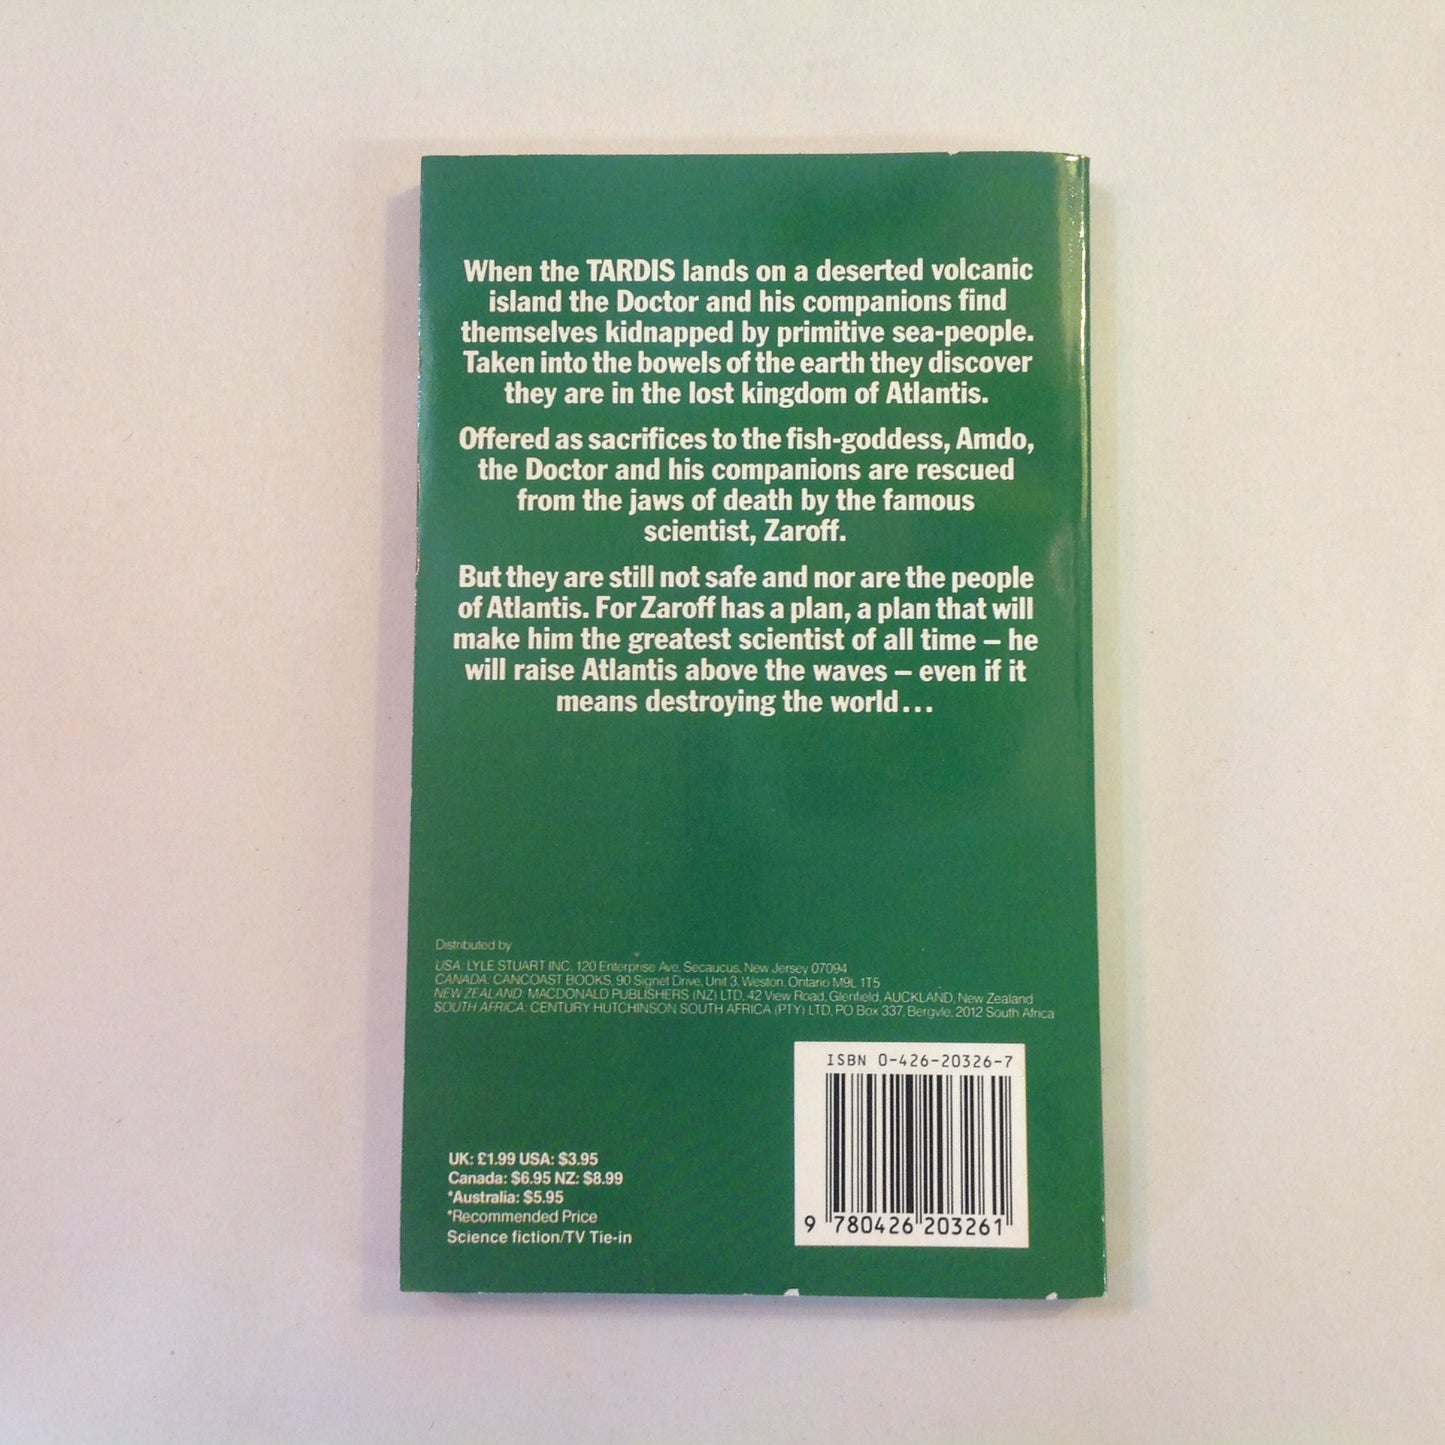 When the TARDIS lands on a deserted volcanic
island the Doctor and his companions find
themselves kidnapped by primitive sea-people.
Taken into the bowels of the earth they discover
they are in the lost kingdom of Atlantis.
Offered as sacrifices to the fish-goddess, Amdo,
the Doctor and his companions are rescued
from the jaws of death by the famous
scientist, Zaroff.
But they are still not safe and nor are the people
of Atlantis. For Zaroff has a plan, a plan that will
make him the greatest scientist of all time – he
will raise Atlantis above the waves – even if it
means destroying the world...
Distributed by
USA: LYLE STUART INC, 120 Enterprise Ave, Secaucus, New Jersey 07094
CANADA: CANCOAST BOOKS, 90 Signet Drive, Unit 3, Weston, Ontario M9L 1T5
NEW ZEALAND: MACDONALD PUBLISHERS (NZ) LTD, 42 View Road, Glenfield, AUCKLAND, New Zealand
SOUTH AFRICA: CENTURY HUTCHINSON SOUTH AFRICA (PTY) LTD, PO Box 337, Bergvle, 2012 South Africa
ISBN 0-426-20326-7
9 780426 203261
UK: £1.99 USA: $3.95
Canada: $6.95 NZ: $8.99
*Australia: $5.95
*Recommended Price
Science fiction/TV Tie-in